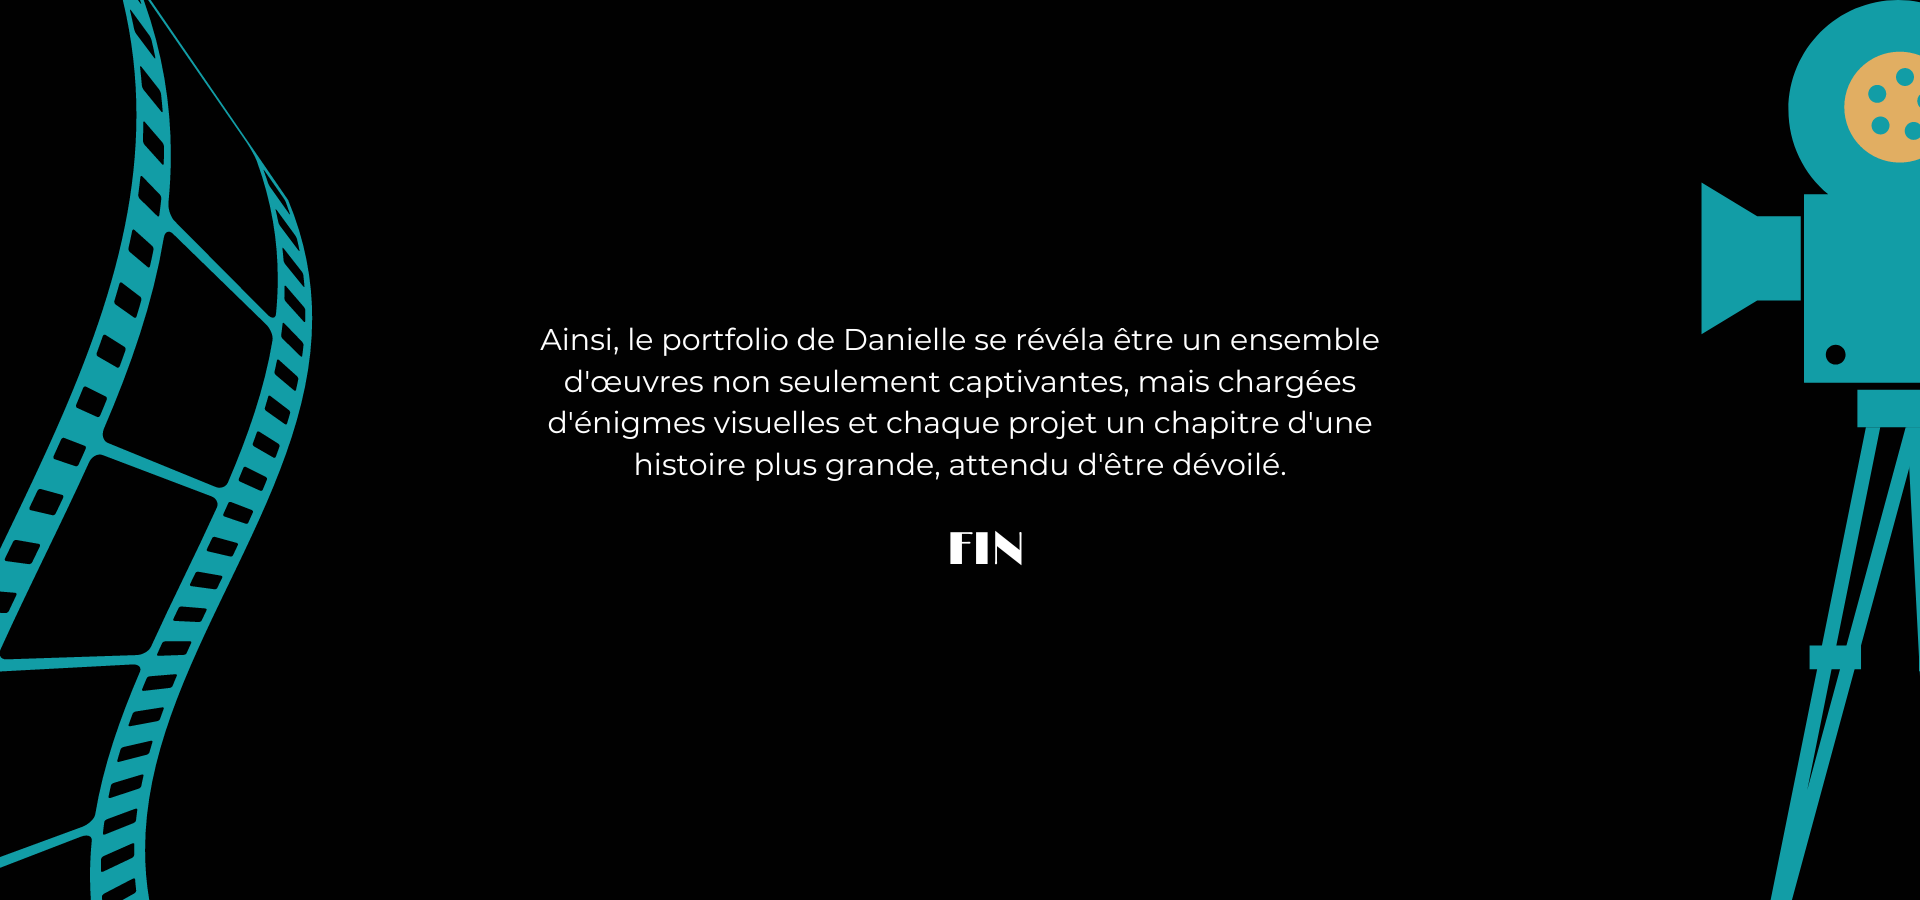 Ainsi, le portfolio de Danielle se révéla être un ensemble
d'œuvres non seulement captivantes, mais chargées
d'énigmes visuelles et chaque projet un chapitre d'une
histoire plus grande, attendu d'être dévoilé.
FIN